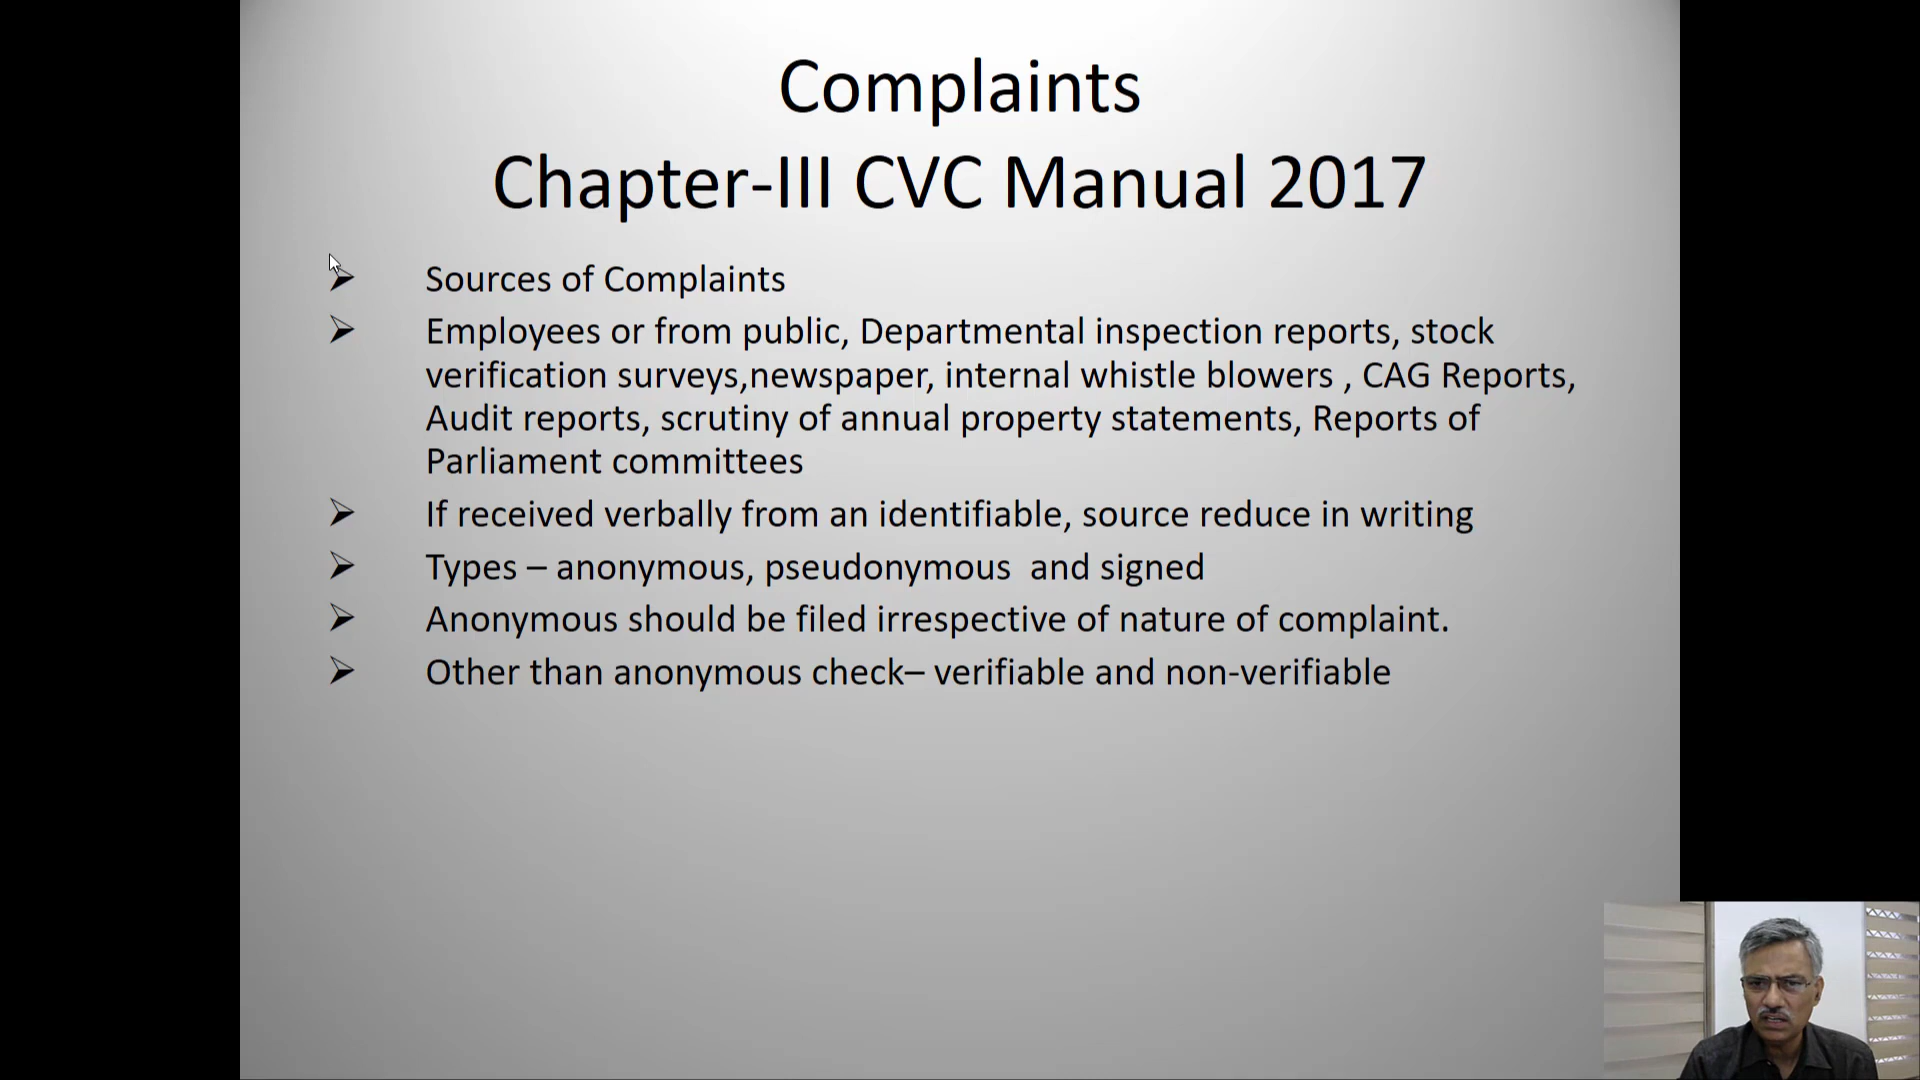 Complaints
Chapter-III CVC Manual 2017
Sources of Complaints
Employees or from public, Departmental inspection reports, stock
verification surveys,newspaper, internal whistle blowers , CAG Reports,
Audit reports, scrutiny of annual property statements, Reports of
Parliament committees
If received verbally from an identifiable, source reduce in writing
Types – anonymous, pseudonymous  and signed
Anonymous should be filed irrespective of nature of complaint.
Other than anonymous check– verifiable and non-verifiable